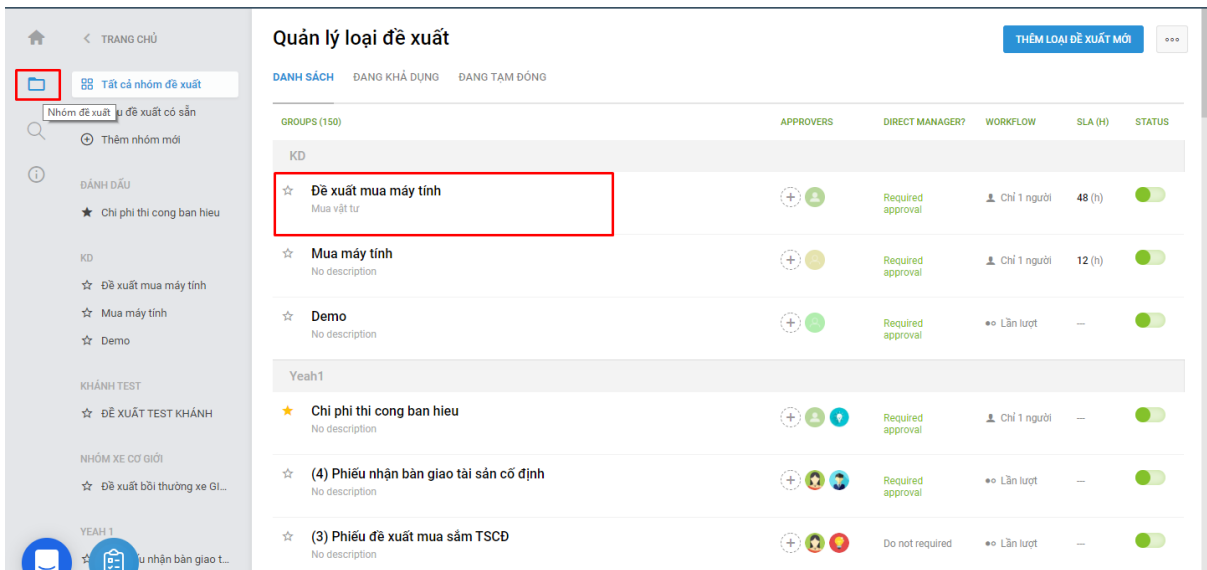 TRANG CHỦ
Tất cả nhóm đề xuất
Nhóm đề xuất
đề xuất có sẵn
Thêm nhóm mới
ĐÁNH DẤU
Chi phi thi cong ban hieu
KD
Đề xuất mua máy tính
Mua máy tính
Demo
KHÁNH TEST
ĐỀ XUẤT TEST KHÁNH
NHÓM XE CƠ GIỚI
Đề xuất bồi thường xe GI...
YEAH 1
nhận bàn giao t...
Quản lý loại đề xuất
THÊM LOẠI ĐỀ XUẤT MỚI
DANH SÁCH ĐANG KHẢ DỤNG ĐANG TẠM ĐÓNG
GROUPS (150) APPROVERS DIRECT MANAGER? WORKFLOW SLA (H) STATUS
KD
Đề xuất mua máy tính
Mua vật tư
Required approval Chỉ 1 người 48 (h)
Mua máy tính
No description
Required approval Chỉ 1 người 12 (h)
Demo
No description
Required approval Lần lượt ---
Yeah1
Chi phi thi cong ban hieu
No description
Required approval Chỉ 1 người ---
(4) Phiếu nhận bàn giao tài sản cố định
No description
Required approval Lần lượt ---
(3) Phiếu đề xuất mua sắm TSCĐ
No description
Do not required Lần lượt ---